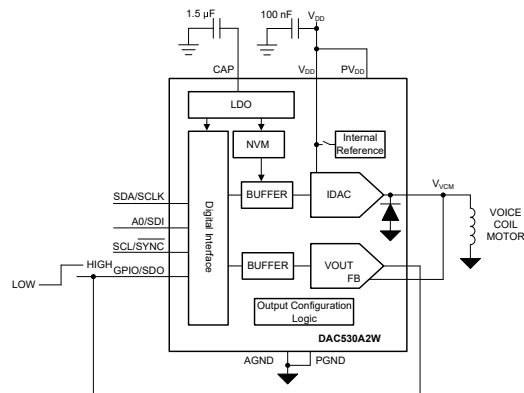 1.5 µF
100 nF
VDD
CAP
VDD
PVDD
LDO
NVM
Internal
Reference
Digital Interface
SDA/SCLK
BUFFER
IDAC
VVCM
VOICE
COIL
MOTOR
A0/SDI
SCL/SYNC
HIGH
LOW
GPIO/SDO
BUFFER
VOUT
FB
Output Configuration
Logic
DAC530A2W
AGND
PGND